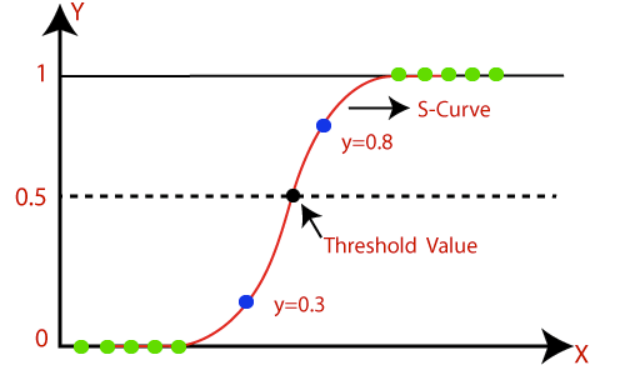 Y
1
S-Curve
y=0.8
0.5
Threshold Value
y=0.3
0
X